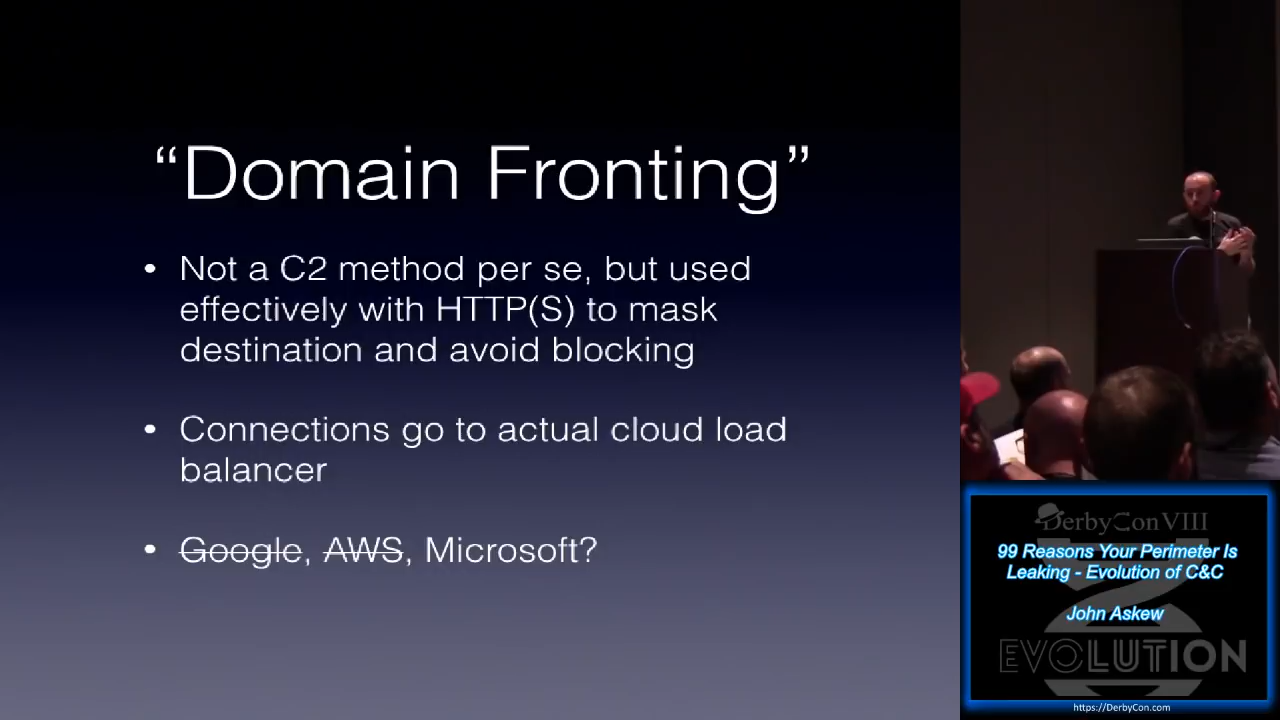 “Domain Fronting”
• Not a C2 method per se, but used
effectively with HTTP(S) to mask
destination and avoid blocking
• Connections go to actual cloud load
balancer
• Google, AWS, Microsoft?
DerbyCon VIII
99 Reasons Your Perimeter Is
Leaking - Evolution of C&C
John Askew
EVOLUTION
https://DerbyCon.com